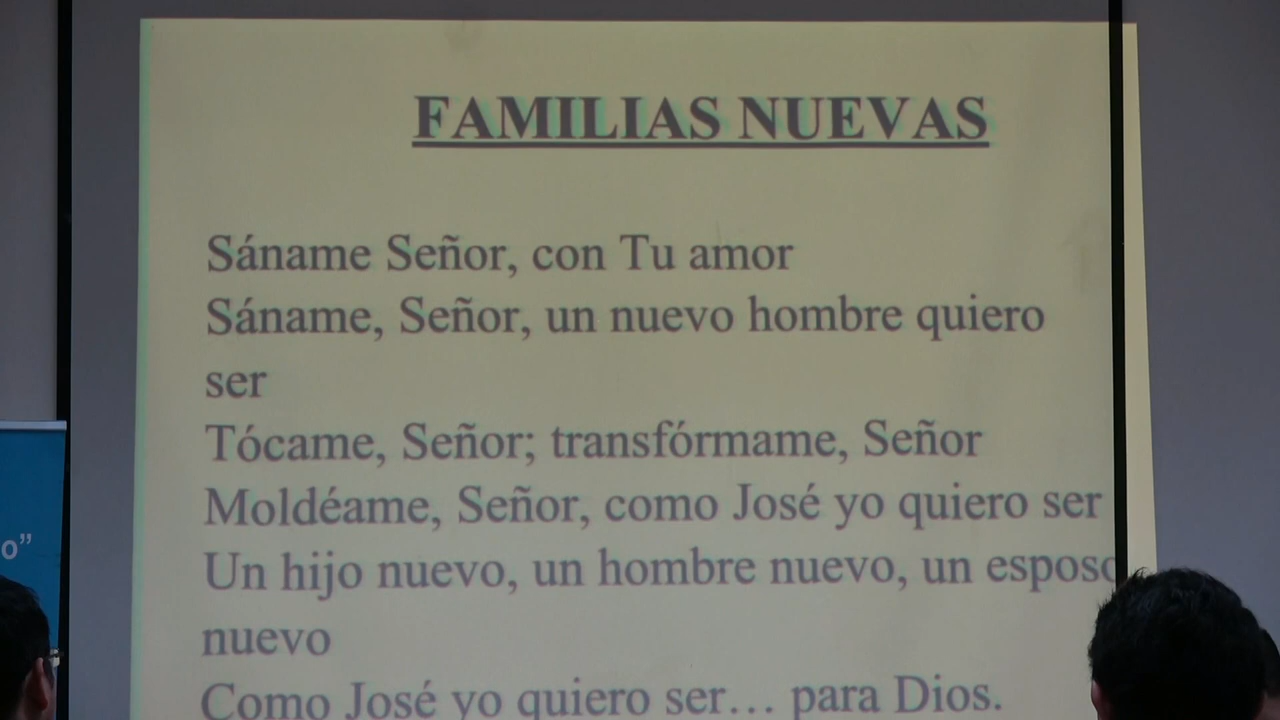 FAMILIAS NUEVAS
Sáname Señor, con Tu amor
Sáname, Señor, un nuevo hombre quiero
ser
Tócame, Señor; transfórmame, Señor
Moldéame, Señor, como José yo quiero ser
Un hijo nuevo, un hombre nuevo, un esposo
nuevo
Como José yo quiero ser… para Dios.
o”